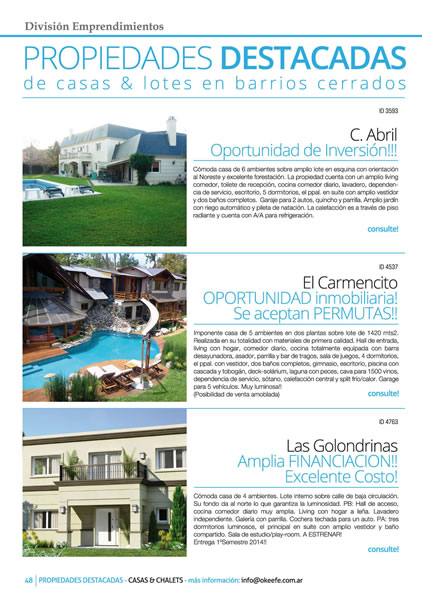 División Emprendimientos
PROPIEDADES DESTACADAS
de casas & lotes en barrios cerrados
ID 3593
C. Abril
Oportunidad de Inversión!!!
Cómoda casa de 6 ambientes sobre amplio lote en esquina con orientación
al Noreste y excelente forestación. La propiedad cuenta con un amplio living
comedor, toilete de recepción, cocina comedor diario, lavadero, dependen-
cia de servicio, escritorio, 5 dormitorios, el ppal. en suite con amplio vestidor
y dos baños completos. Garaje para 2 autos, quincho y parrilla. Amplio jardín
con riego automático y pileta de natación. La calefacción es a través de piso
radiante y cuenta con A/A para refrigeración.
consulte!
ID 4537
El Carmencito
OPORTUNIDAD inmobiliaria!
Se aceptan PERMUTAS!!
Imponente casa de 5 ambientes en dos plantas sobre lote de 1420 mts2.
Realizada en su totalidad con materiales de primera calidad. Hall de entrada,
living con hogar, comedor diario, cocina totalmente equipada con barra
desayunadora, asador, parrilla y bar de tragos, sala de juegos, 4 dormitorios,
el ppal. con vestidor, dos baños completos, gimnasio, escritorio, piscina con
cascada y tobogán, deck-solárium, laguna con peces, cava para 1500 vinos,
dependencia de servicio, sótano, calefacción central y split frío/calor. Garage
para 5 vehículos. Muy luminosa!!
(Posibilidad de venta amoblada)
consulte!
ID 4763
Las Golondrinas
Amplia FINANCIACION!!
Excelente Costo!
Cómoda casa de 4 ambientes. Lote interno sobre calle de baja circulación.
Su fondo da al norte lo que garantiza la luminosidad. PB: Hall de acceso,
cocina comedor diario muy amplia. Living con hogar a leña. Lavadero
independiente. Galería con parrilla. Cochera techada para un auto. PA: tres
dormitorios luminosos, el principal en suite con amplio vestidor y baño
compartido. Sala de estudio/play-room. A ESTRENAR!
Entrega 1°Semestre 2014!!
consulte!
48 | PROPIEDADES DESTACADAS - CASAS & CHALETS - más información: info@okeefe.com.ar